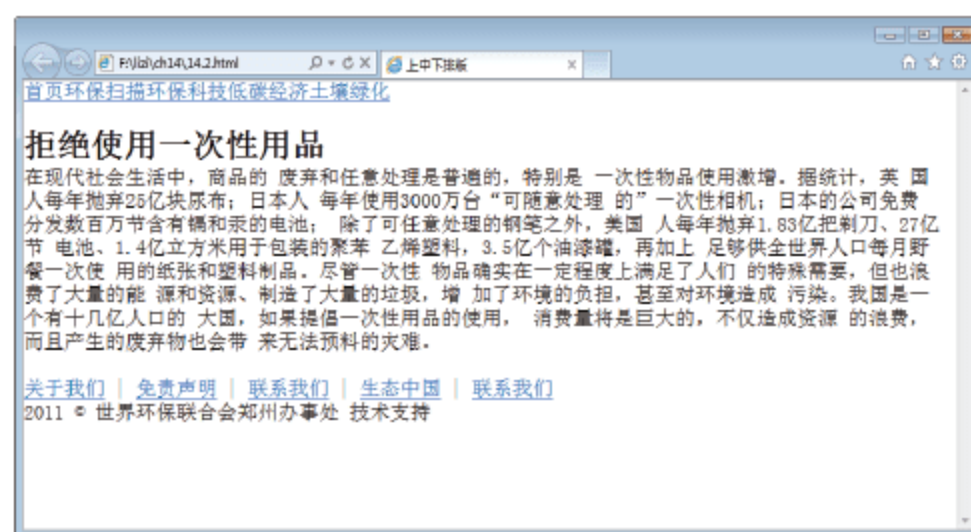 F:\lizl\ch14\14.2.html
上中下排版
首页环保扫描环保科技低碳经济土壤绿化
拒绝使用一次性用品
在现代社会生活中，商品的 废弃和任意处理是普遍的，特别是 一次性物品使用激增。据统计，英 国
人每年抛弃25亿块尿布；日本人 每年使用3000万台“可随意处理 的”一次性相机；日本的公司免费
分发数百万节含有镉和汞的电池； 除了可任意处理的钢笔之外，美国 人每年抛弃1.83亿把剃刀、27亿
节 电池、1.4亿立方米用于包装的聚苯 乙烯塑料，3.5亿个油漆罐，再加上 足够供全世界人口每月野
餐一次使 用的纸张和塑料制品。尽管一次性 物品确实在一定程度上满足了人们 的特殊需要，但也浪
费了大量的能 源和资源、制造了大量的垃圾，增 加了环境的负担，甚至对环境造成 污染。我国是一
个有十几亿人口的 大国，如果提倡一次性用品的使用， 消费量将是巨大的，不仅造成资源 的浪费，
而且产生的废弃物也会带 来无法预料的灾难。
关于我们 | 免责声明 | 联系我们 | 生态中国 | 联系我们
2011 © 世界环保联合会郑州办事处 技术支持